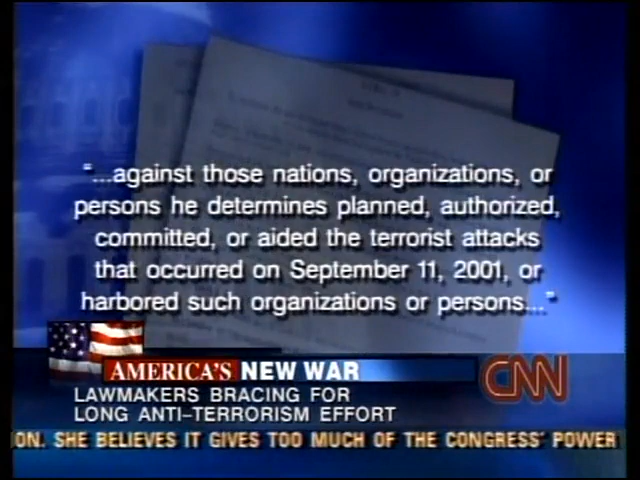 “...against those nations, organizations, or
persons he determines planned, authorized,
committed, or aided the terrorist attacks
that occurred on September 11, 2001, or
harbored such organizations or persons...”
AMERICA'S NEW WAR
CNN
LAWMAKERS BRACING FOR
LONG ANTI-TERRORISM EFFORT
ON. SHE BELIEVES IT GIVES TOO MUCH OF THE CONGRESS' POWER